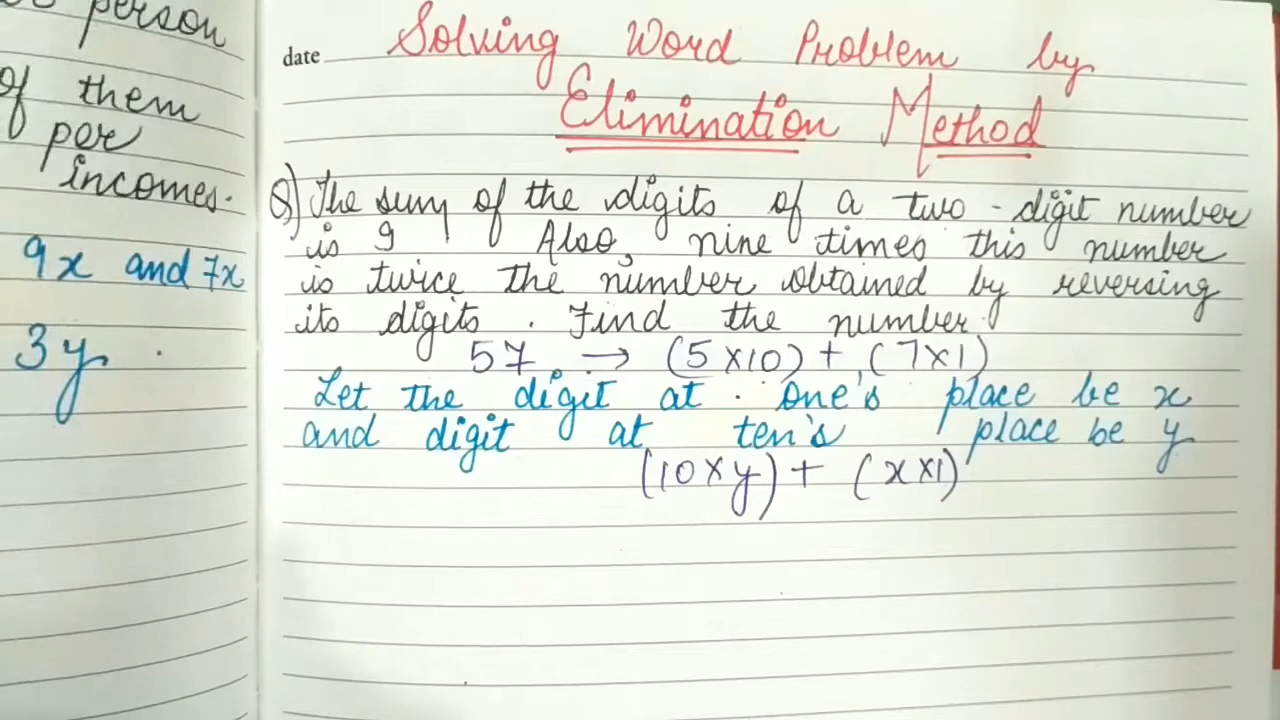 person
of them
per
incomes.
9x and 7x
3y
date
Solving Word Problem by
Elimination Method
Q) The sum of the digits of a two-digit number
is 9. Also, nine times this number
is twice the number obtained by reversing
its digits. Find the number.
57 → (5×10) + (7×1)
Let the digit at one's place be x
and digit at ten's place be y
(10×y) + (x×1)